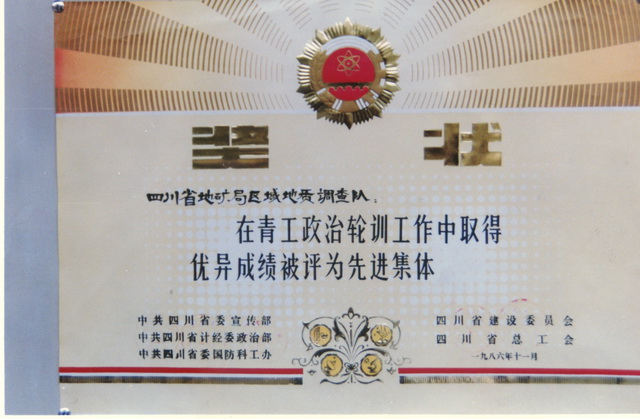 奖 状
四川省地矿局区域地质调查队：
在青工政治轮训工作中取得
优异成绩被评为先进集体
中共四川省委宣传部
中共四川省计经委政治部
中共四川省委国防科工办
四川省建设委员会
四川省总工会
一九八六年十一月